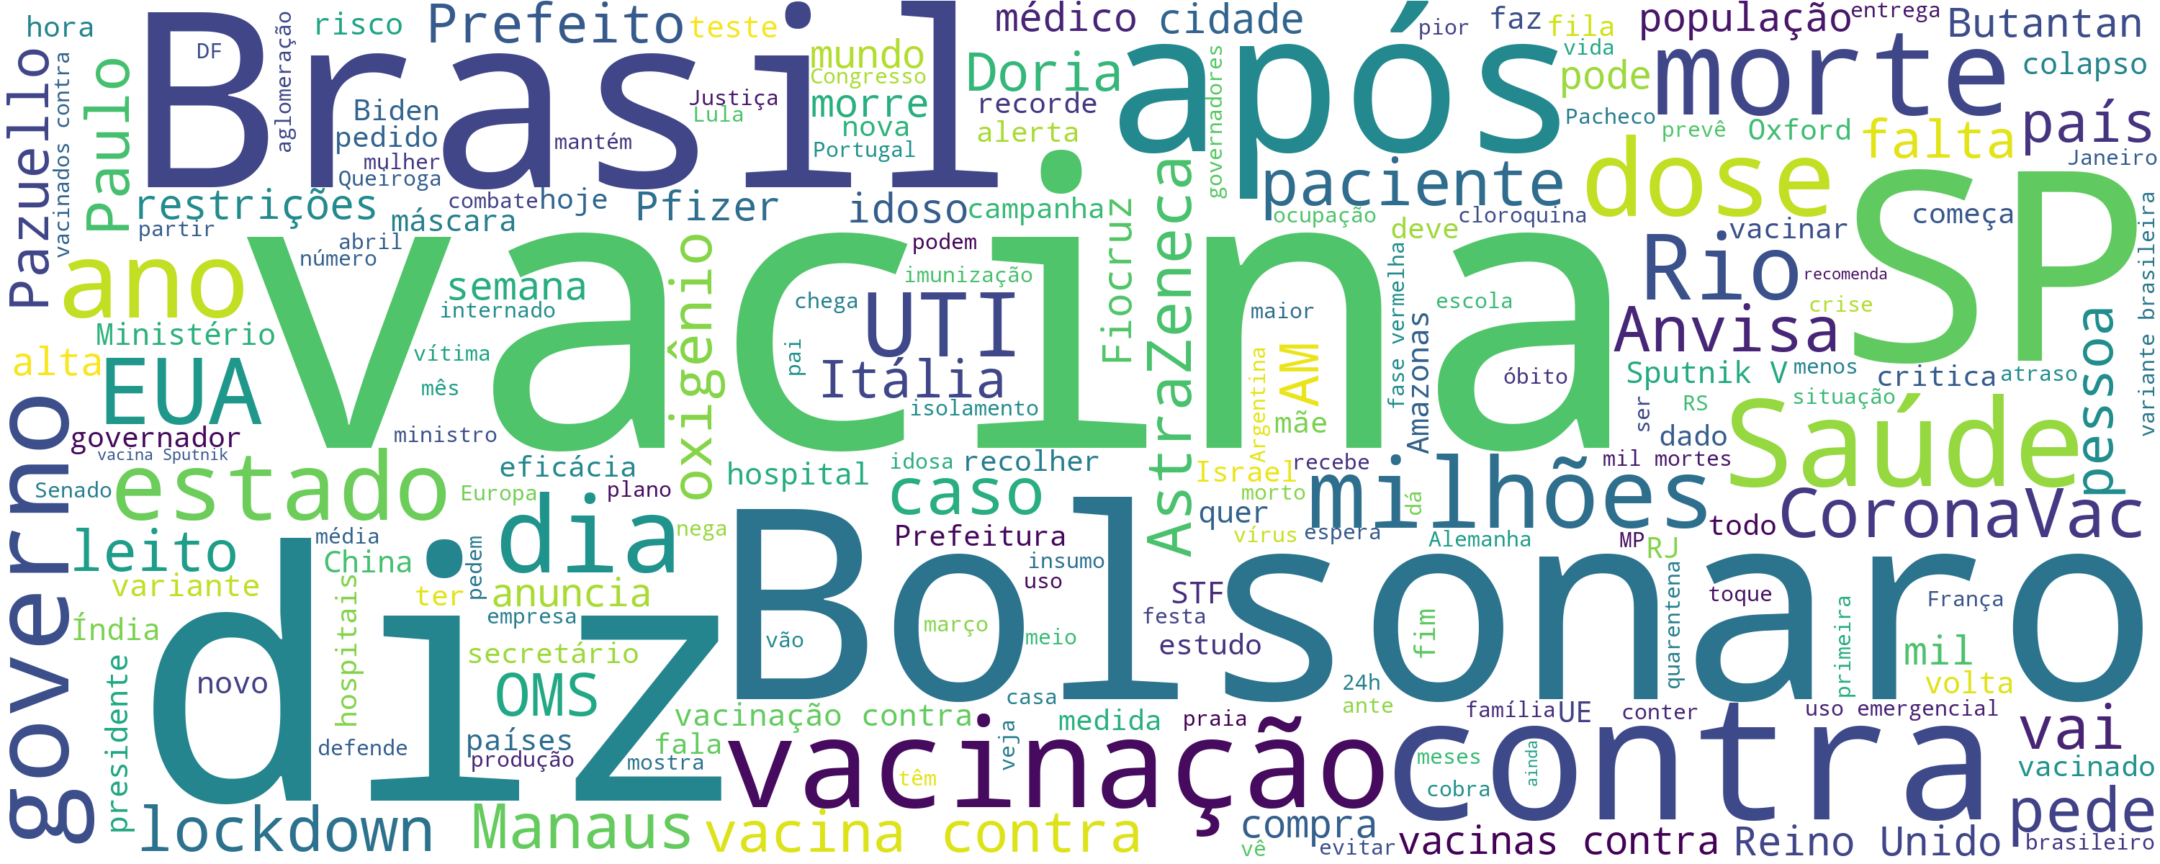 hora
DF
aglomeração
risco
Prefeito
teste
médico
cidade
pior
faz
fila
população
entrega
Butantan
Brasil
mundo
Congresso
Doria
governadores
após
vida
pode
morte
colapso
Pazuello
vacinados contra
Paulo
Biden
pedido
Justiça
Lula
morre
recorde
nova
alerta
Pacheco
prevê
Oxford
falta
país
mantém
Portugal
Janeiro
mulher
Queiroga
combate
hoje
Pfizer
idoso
campanha
paciente
dose
restrições
máscara
partir
abril
número
ocupação
cloroquina
deve
vacinar
começa
ano
vacina
oxigênio
podem
imunização
Fiocruz
AstraZeneca
Rio
recomenda
SP
semana
internado
chega
UTI
maior
fase vermelha
escola
crise
Anvisa
variante brasileira
Ministério
alta
vítima
pai
Itália
AM
Argentina
Amazonas
óbito
Sputnik V
menos
critica
atraso
pessoa
EUA
mês
isolamento
mãe
RS
situação
ser
dado
governo
governador
ministro
vacina Sputnik
eficácia
hospital
idosa
recolher
Israel
recebe
mil mortes
Saúde
Senado
estado
Europa
plano
caso
morto
milhões
dá
CoronaVac
dia
nega
quer
todo
leito
média
China
Prefeitura
vírus
espera
Alemanha
MP
RJ
variante
pedem
ter
anuncia
Bolsonaro
insumo
uso
STF
quarentena
toque
França
Índia
diz
empresa
vão
março
meio
festa
estudo
fim
primeira
mil
presidente
hospitais
secretário
novo
OMS
casa
24h
ante
volta
vacinação contra
veja
medida
praia
família
UE
conter
uso emergencial
defende
países
produção
fala
mostra
vacinação
têm
contra
meses
cobra
ainda
vai
vacinado
lockdown
Manaus
vacina contra
compra
vê
evitar
vacinas contra
Reino Unido
pede
brasileiro